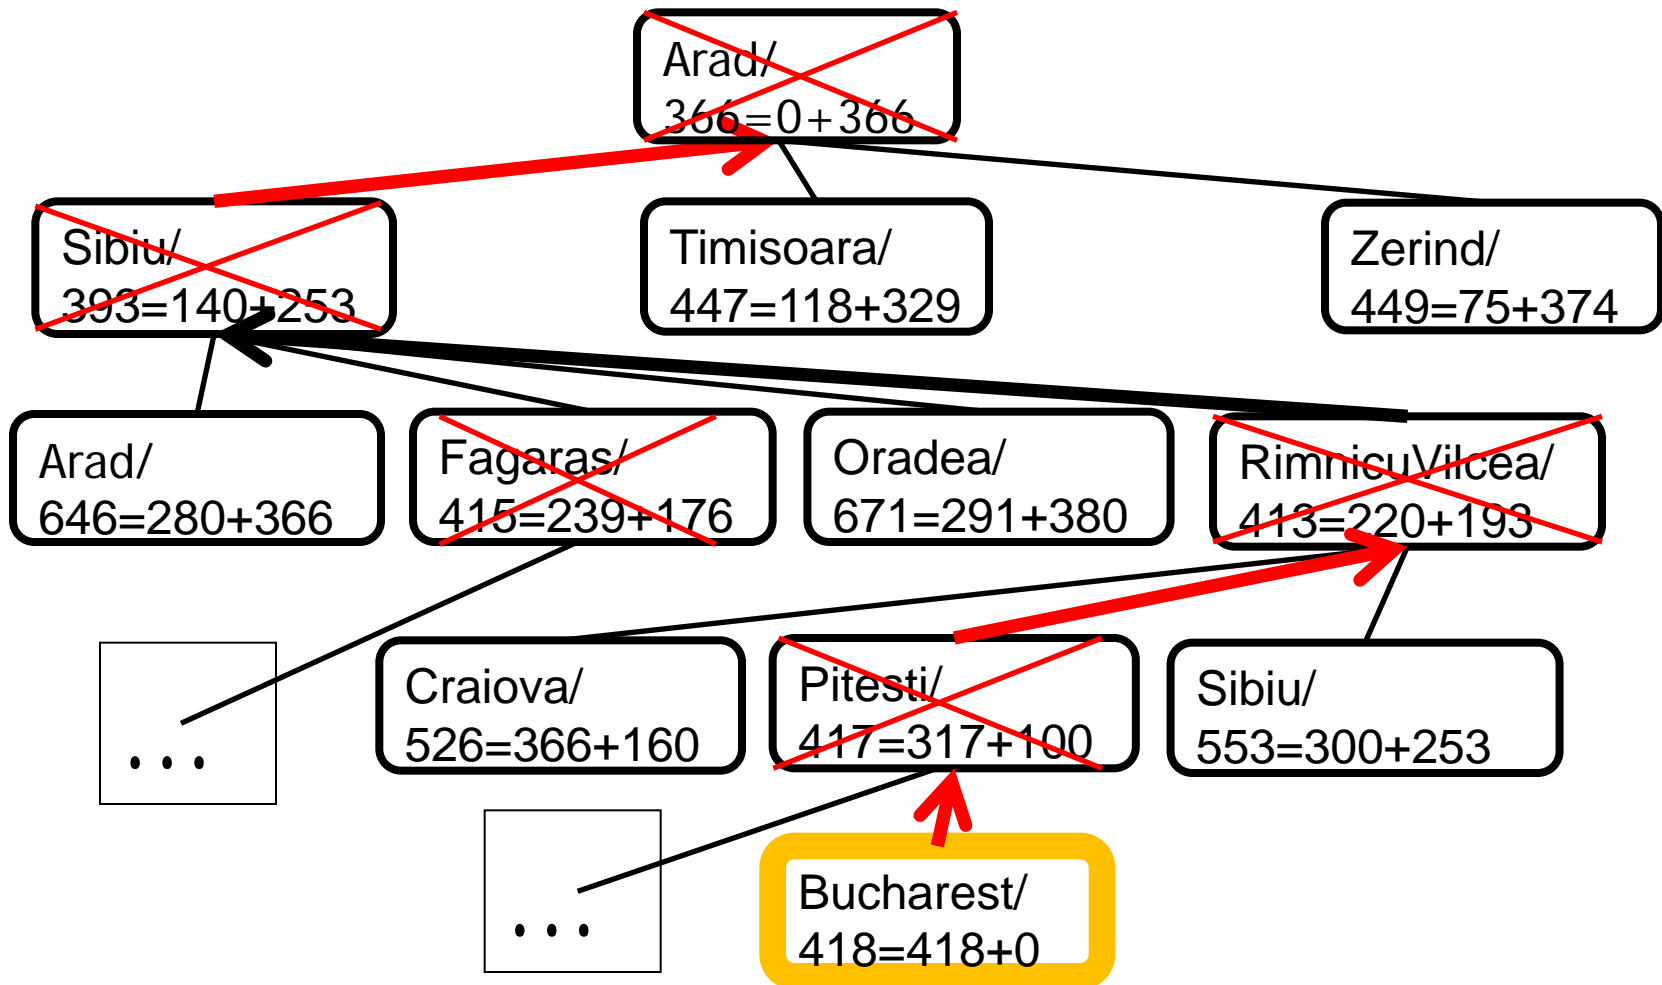 Arad/
366=0+366
Sibiu/
393=140+253
Timisoara/
447=118+329
Zerind/
449=75+374
Arad/
646=280+366
Fagaras/
415=239+176
Oradea/
671=291+380
RimnicuVilcea/
413=220+193
...
Craiova/
526=366+160
Pitesti/
417=317+100
Sibiu/
553=300+253
...
Bucharest/
418=418+0